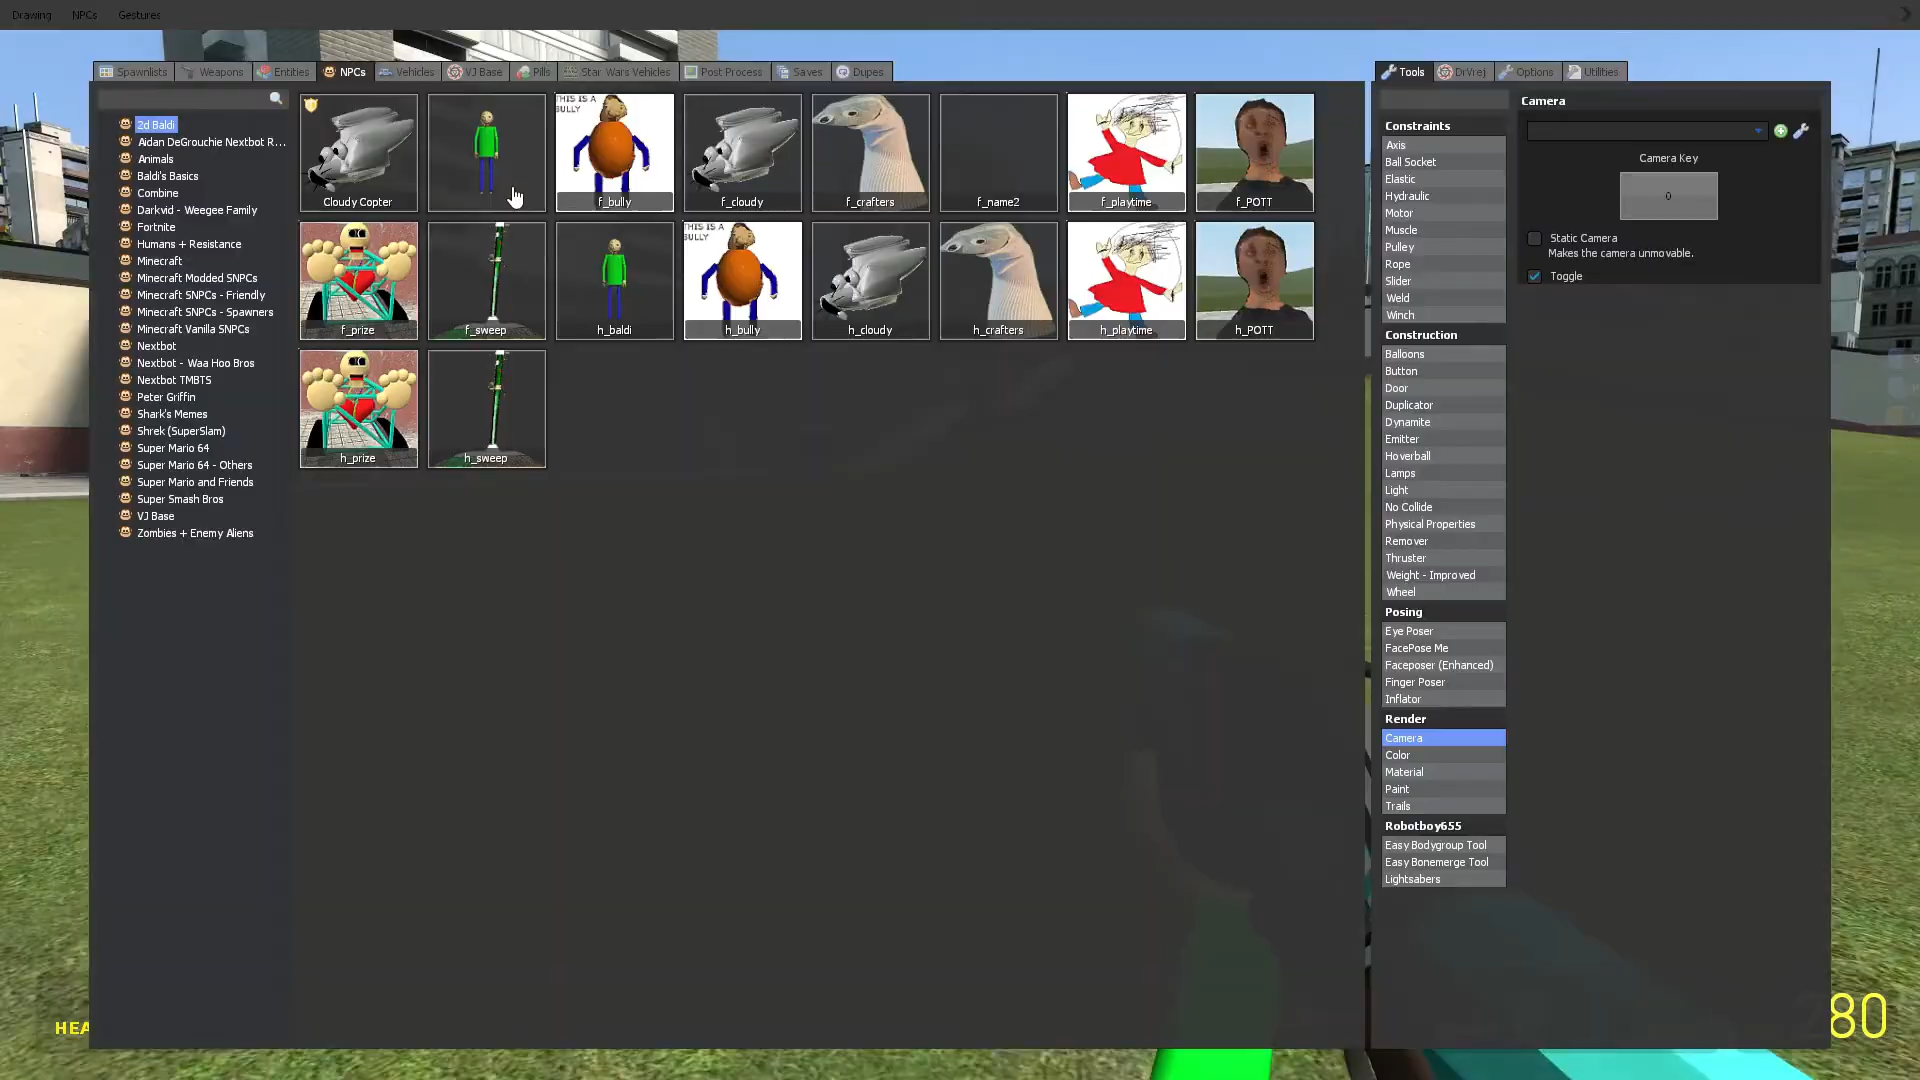 Drawing NPCs Gestures
Spawnlists Weapons Entities NPCs Vehicles VJ Base Pills Star Wars Vehicles Post Process Saves Dupes
2d Baldi
Aidan DeGrouchie Nextbot R...
Animals
Baldi's Basics
Combine
Darkvid - Weegee Family
Fortnite
Humans + Resistance
Minecraft
Minecraft Modded SNPCs
Minecraft SNPCs - Friendly
Minecraft SNPCs - Spawners
Minecraft Vanilla SNPCs
Nextbot
Nextbot - Waa Hoo Bros
Nextbot TMBTS
Peter Griffin
Shark's Memes
Shrek (SuperSlam)
Super Mario 64
Super Mario 64 - Others
Super Mario and Friends
Super Smash Bros
VJ Base
Zombies + Enemy Aliens
THIS IS A
BULLY
Cloudy Copter f_bully f_cloudy f_crafters f_name2 f_playtime f_POTT
THIS IS A
BULLY
f_prize f_sweep h_baldi h_bully h_cloudy h_crafters h_playtime h_POTT
h_prize h_sweep
Tools DrVrej Options Utilities
Constraints
Axis
Ball Socket
Elastic
Hydraulic
Motor
Muscle
Pulley
Rope
Slider
Weld
Winch
Construction
Balloons
Button
Door
Duplicator
Dynamite
Emitter
Hoverball
Lamps
Light
No Collide
Physical Properties
Remover
Thruster
Weight - Improved
Wheel
Posing
Eye Poser
FacePose Me
Faceposer (Enhanced)
Finger Poser
Inflator
Render
Camera
Color
Material
Paint
Trails
Robotboy655
Easy Bodygroup Tool
Easy Bonemerge Tool
Lightsabers
Camera
Camera Key
0
Static Camera
Makes the camera unmovable.
Toggle
HEA
80